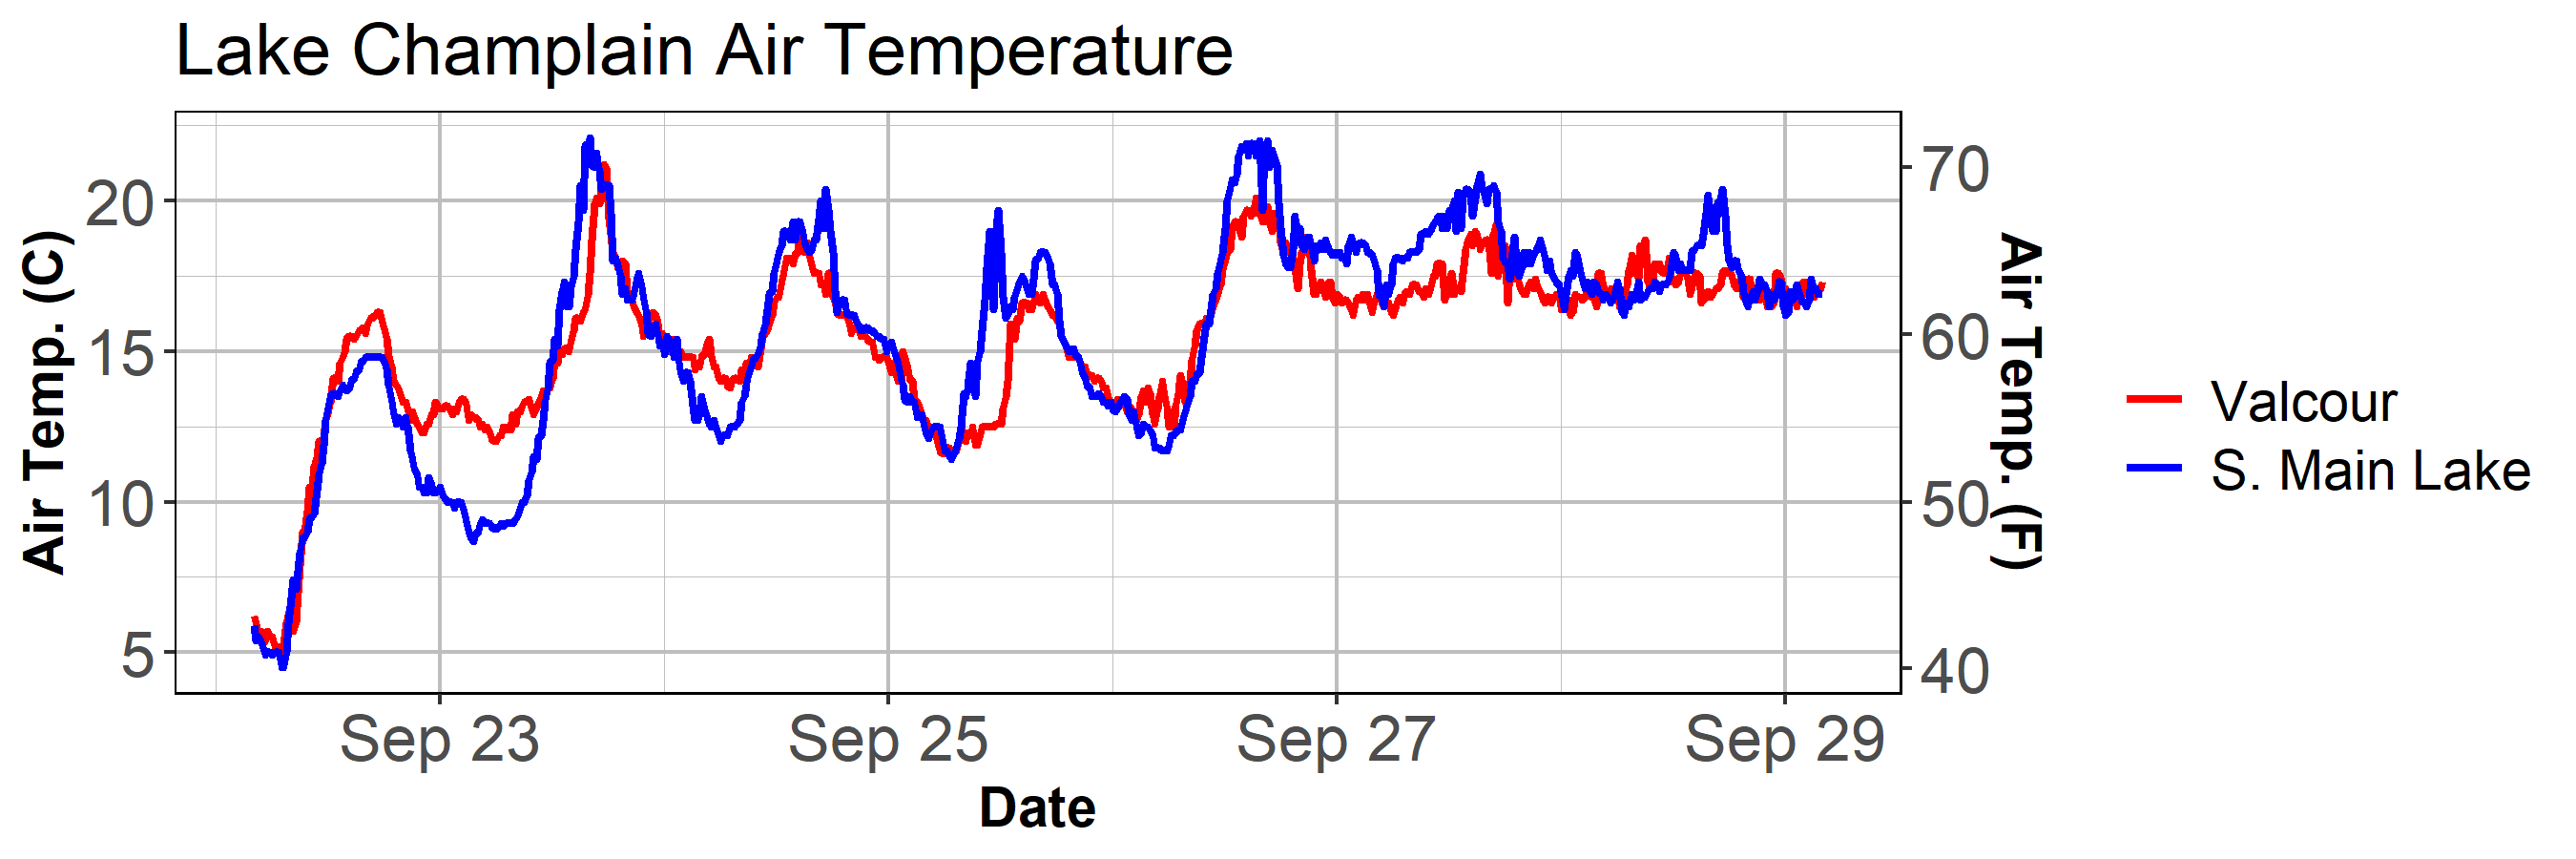 Lake Champlain Air Temperature
Air Temp. (C)
20
15
10
5
70
60
50
40
Air Temp. (F)
Sep 23
Sep 25
Sep 27
Sep 29
Date
Valcour
S. Main Lake